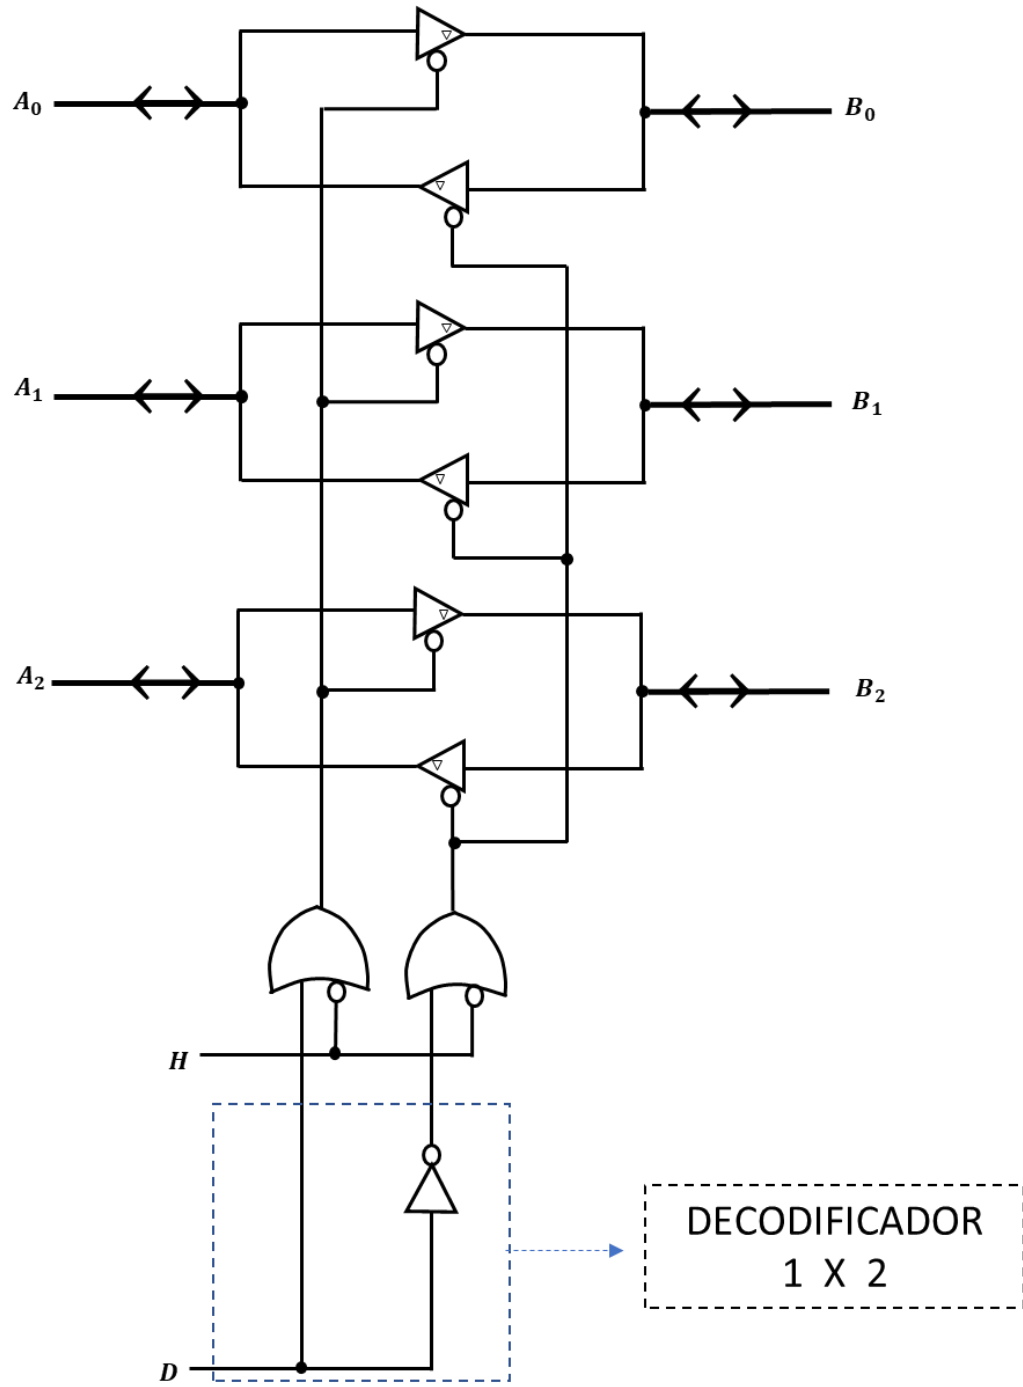 A₀
B₀
A₁
B₁
A₂
B₂
H
DECODIFICADOR
1 X 2
D